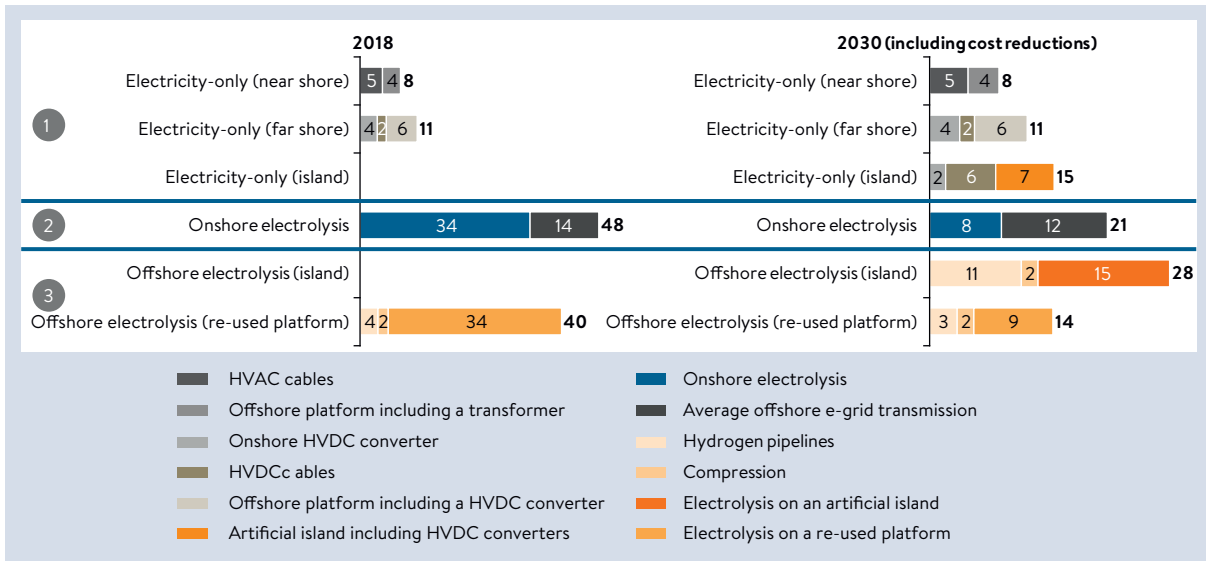 2018
2030 (including cost reductions)
Electricity-only (near shore) 5 4 8
Electricity-only (near shore) 5 4 8
1
Electricity-only (far shore) 4 2 6 11
Electricity-only (far shore) 4 2 6 11
Electricity-only (island)
Electricity-only (island) 2 6 7 15
2
Onshore electrolysis 34 14 48
Onshore electrolysis 8 12 21
3
Offshore electrolysis (island)
Offshore electrolysis (island) 11 2 15 28
Offshore electrolysis (re-used platform) 4 2 34 40
Offshore electrolysis (re-used platform) 3 2 9 14
HVAC cables
Offshore platform including a transformer
Onshore HVDC converter
HVDCc ables
Offshore platform including a HVDC converter
Artificial island including HVDC converters
Onshore electrolysis
Average offshore e-grid transmission
Hydrogen pipelines
Compression
Electrolysis on an artificial island
Electrolysis on a re-used platform